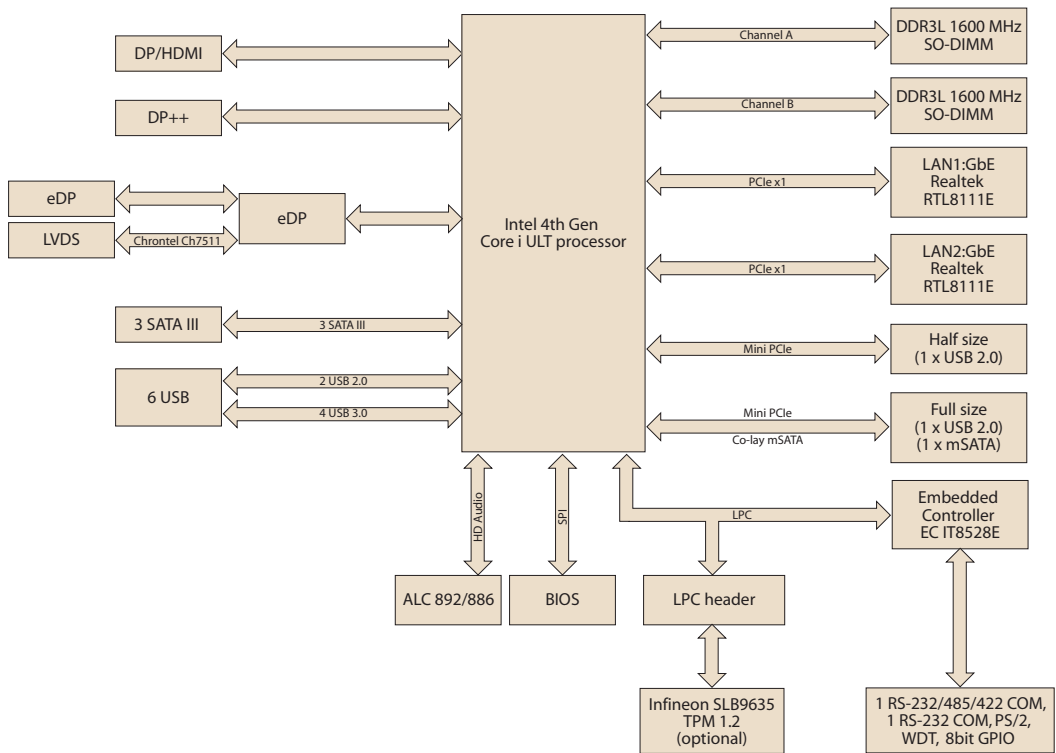 DP/HDMI
DP++
eDP
LVDS
Chrontel Ch7511
eDP
3 SATA III
3 SATA III
6 USB
2 USB 2.0
4 USB 3.0
Intel 4th Gen
Core i ULT processor
Channel A
DDR3L 1600 MHz
SO-DIMM
Channel B
DDR3L 1600 MHz
SO-DIMM
PCIe x1
LAN1:GbE
Realtek
RTL8111E
PCIe x1
LAN2:GbE
Realtek
RTL8111E
Mini PCIe
Half size
(1 x USB 2.0)
Mini PCIe
Co-lay mSATA
Full size
(1 x USB 2.0)
(1 x mSATA)
HD Audio
SPI
LPC
Embedded
Controller
EC IT8528E
ALC 892/886
BIOS
LPC header
Infineon SLB9635
TPM 1.2
(optional)
1 RS-232/485/422 COM,
1 RS-232 COM, PS/2,
WDT, 8bit GPIO